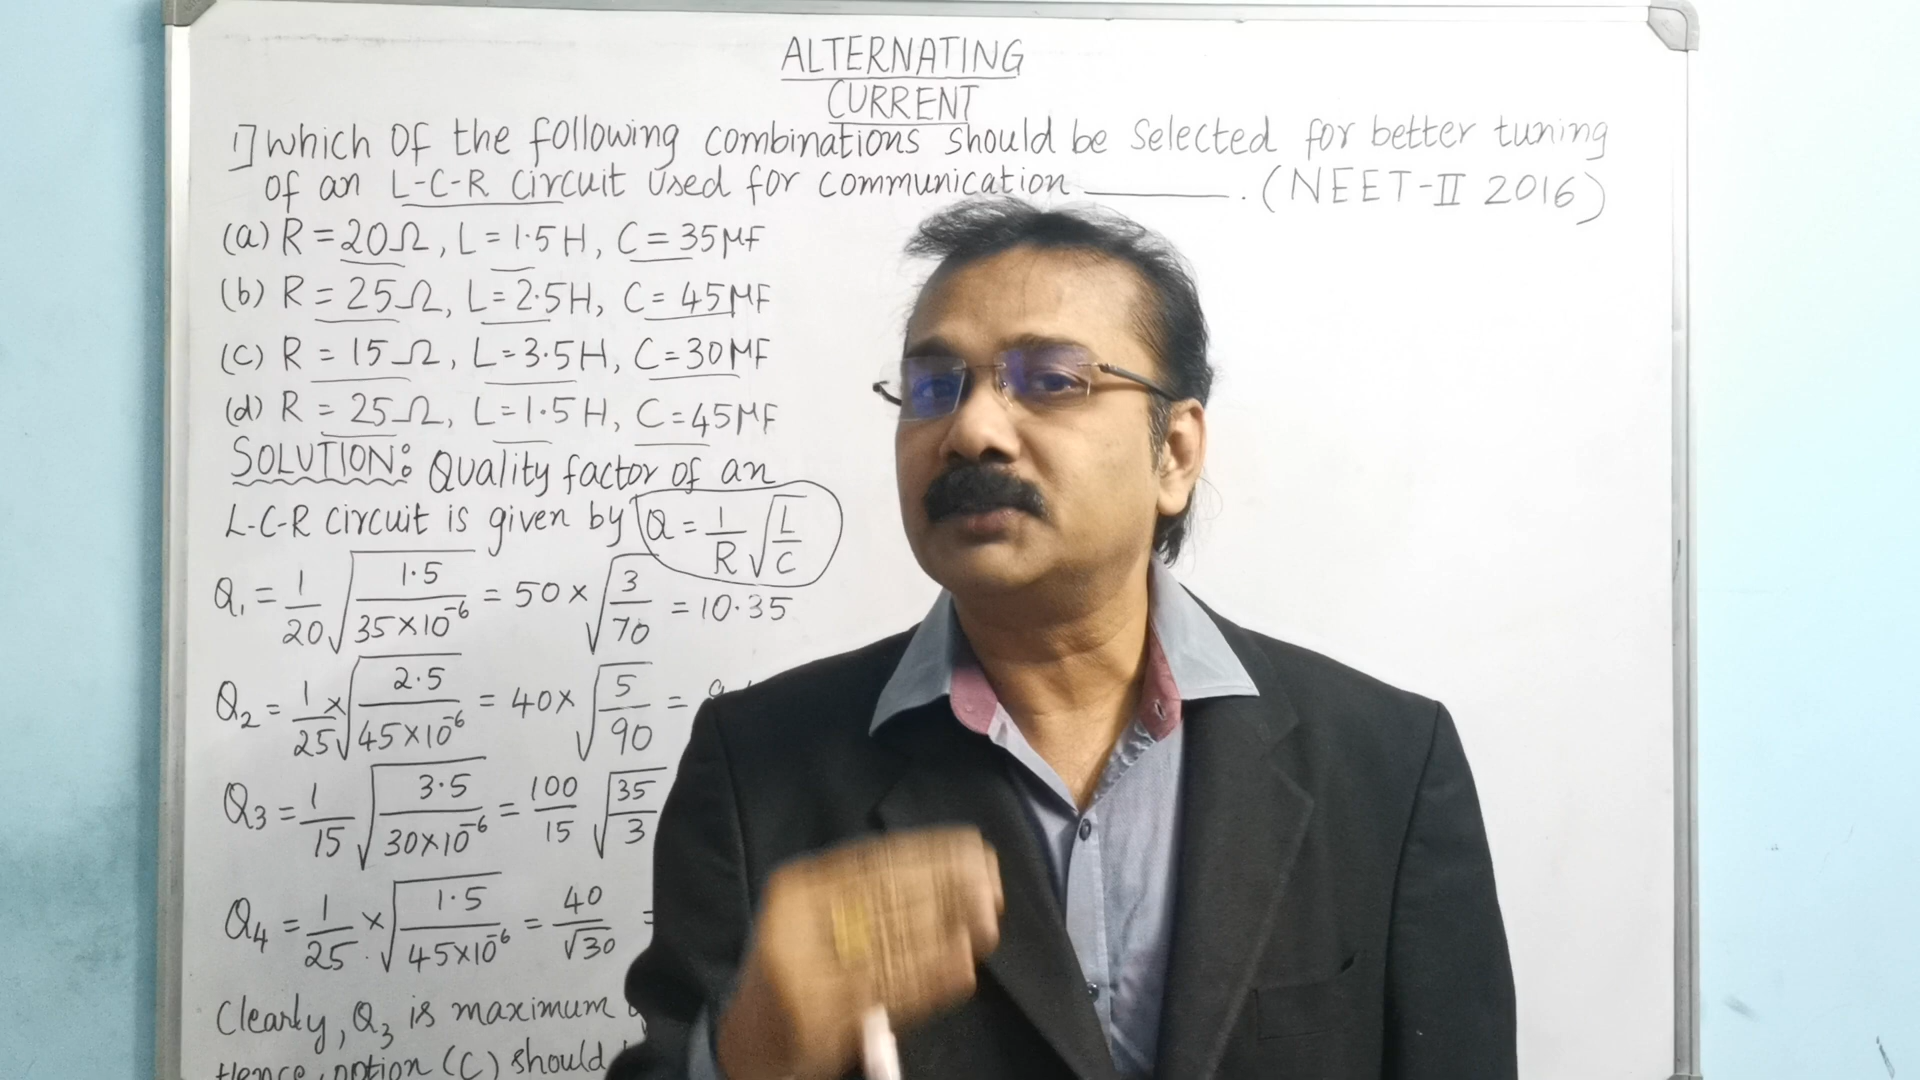 ALTERNATING
CURRENT
1] Which of the following combinations should be selected for better tuning
of an L-C-R circuit used for communication ______. (NEET-II 2016)
(a) R = 20Ω, L = 1.5H, C = 35μF
(b) R = 25Ω, L = 2.5H, C = 45μF
(c) R = 15Ω, L = 3.5H, C = 30μF
(d) R = 25Ω, L = 1.5H, C = 45μF
SOLUTION: Quality factor of an
L-C-R circuit is given by Q = 1/R √(L/C)
Q₁ = 1/20 √(1.5/(35×10⁻⁶)) = 50 × √(3/70) = 10.35
Q₂ = 1/25 × √(2.5/(45×10⁻⁶)) = 40 × √(5/90) =
Q₃ = 1/15 √(3.5/(30×10⁻⁶)) = 100/15 √(35/3)
Q₄ = 1/25 × √(1.5/(45×10⁻⁶)) = 40/√30 =
Clearly, Q₃ is maximum
Hence, option (C) should